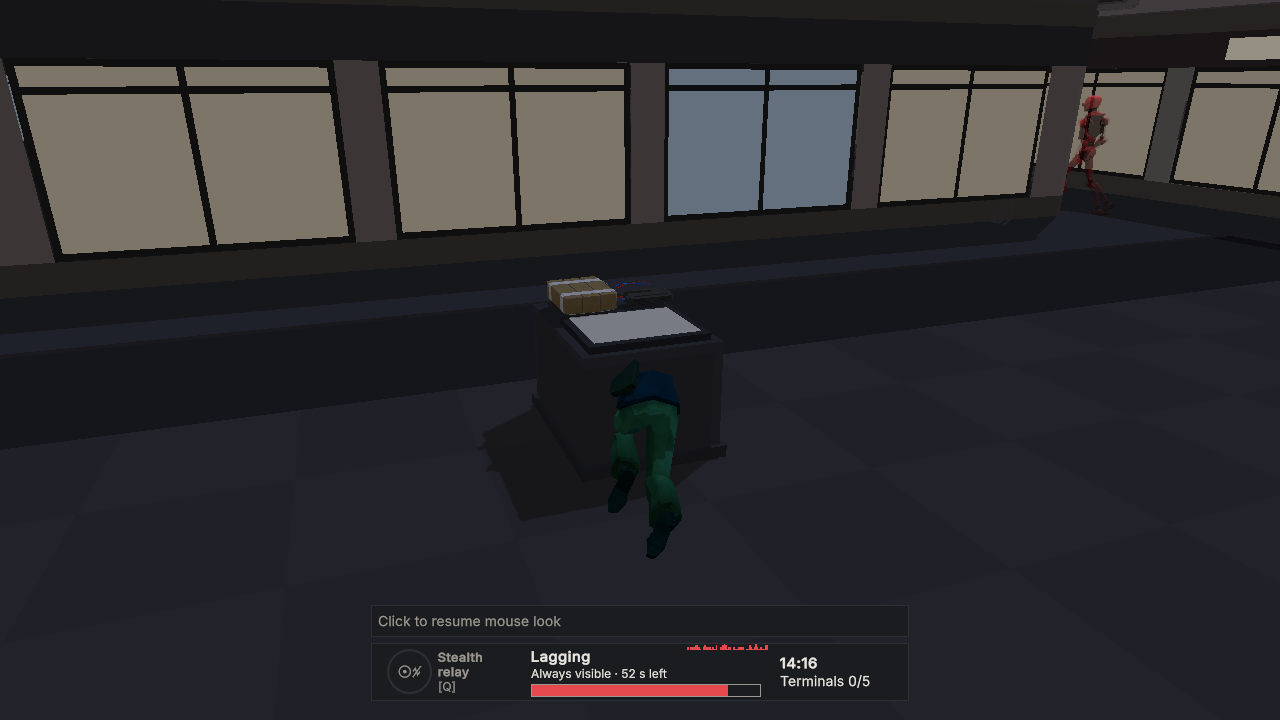 Click to resume mouse look
Stealth
relay
[Q]
Lagging
Always visible · 52 s left
14:16
Terminals 0/5